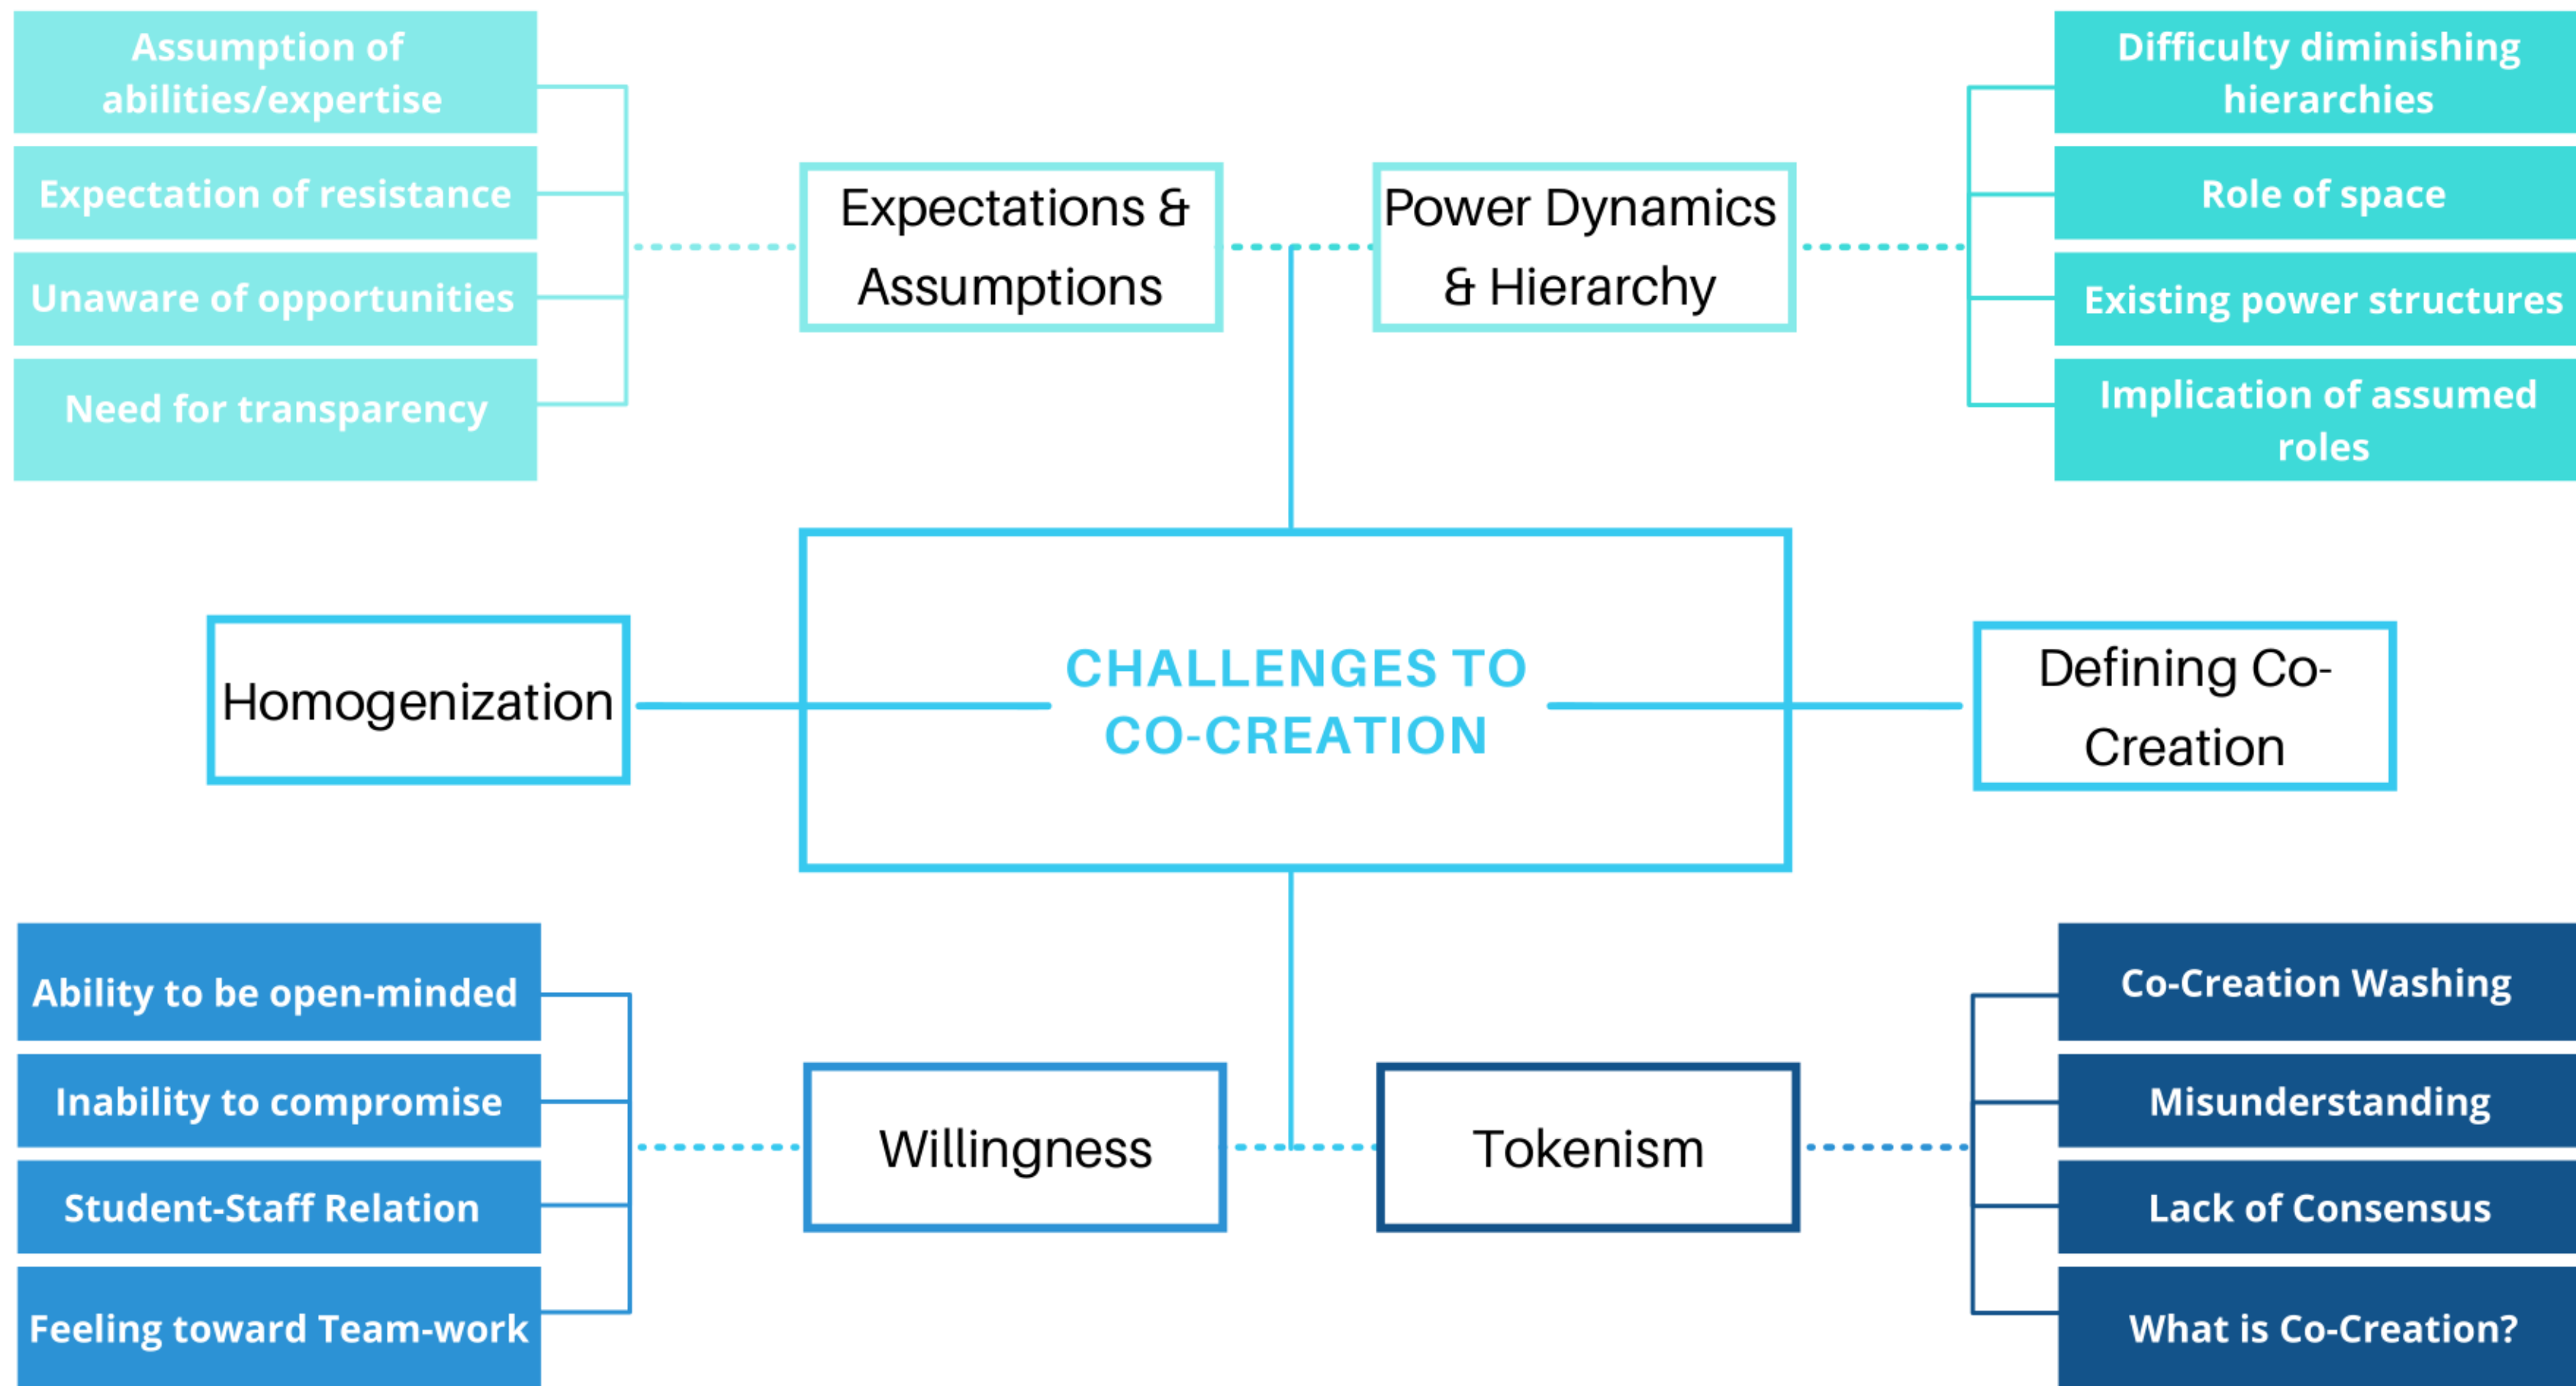 Assumption of
abilities/expertise
Expectation of resistance
Unaware of opportunities
Need for transparency
Expectations &
Assumptions
Power Dynamics
& Hierarchy
Difficulty diminishing
hierarchies
Role of space
Existing power structures
Implication of assumed
roles
Homogenization
CHALLENGES TO
CO-CREATION
Defining Co-
Creation
Ability to be open-minded
Inability to compromise
Student-Staff Relation
Feeling toward Team-work
Willingness
Tokenism
Co-Creation Washing
Misunderstanding
Lack of Consensus
What is Co-Creation?